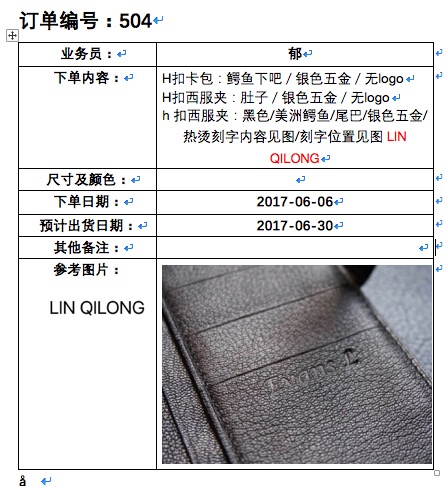 订单编号：504
业务员： 郁
下单内容： H扣卡包：鳄鱼下吧 / 银色五金 / 无logo
H扣西服夹：肚子 / 银色五金 / 无logo
h 扣西服夹：黑色/美洲鳄鱼/尾巴/银色五金/
热烫刻字内容见图/刻字位置见图 LIN
QILONG
尺寸及颜色：
下单日期： 2017-06-06
预计出货日期： 2017-06-30
其他备注：
参考图片：
LIN QILONG
å